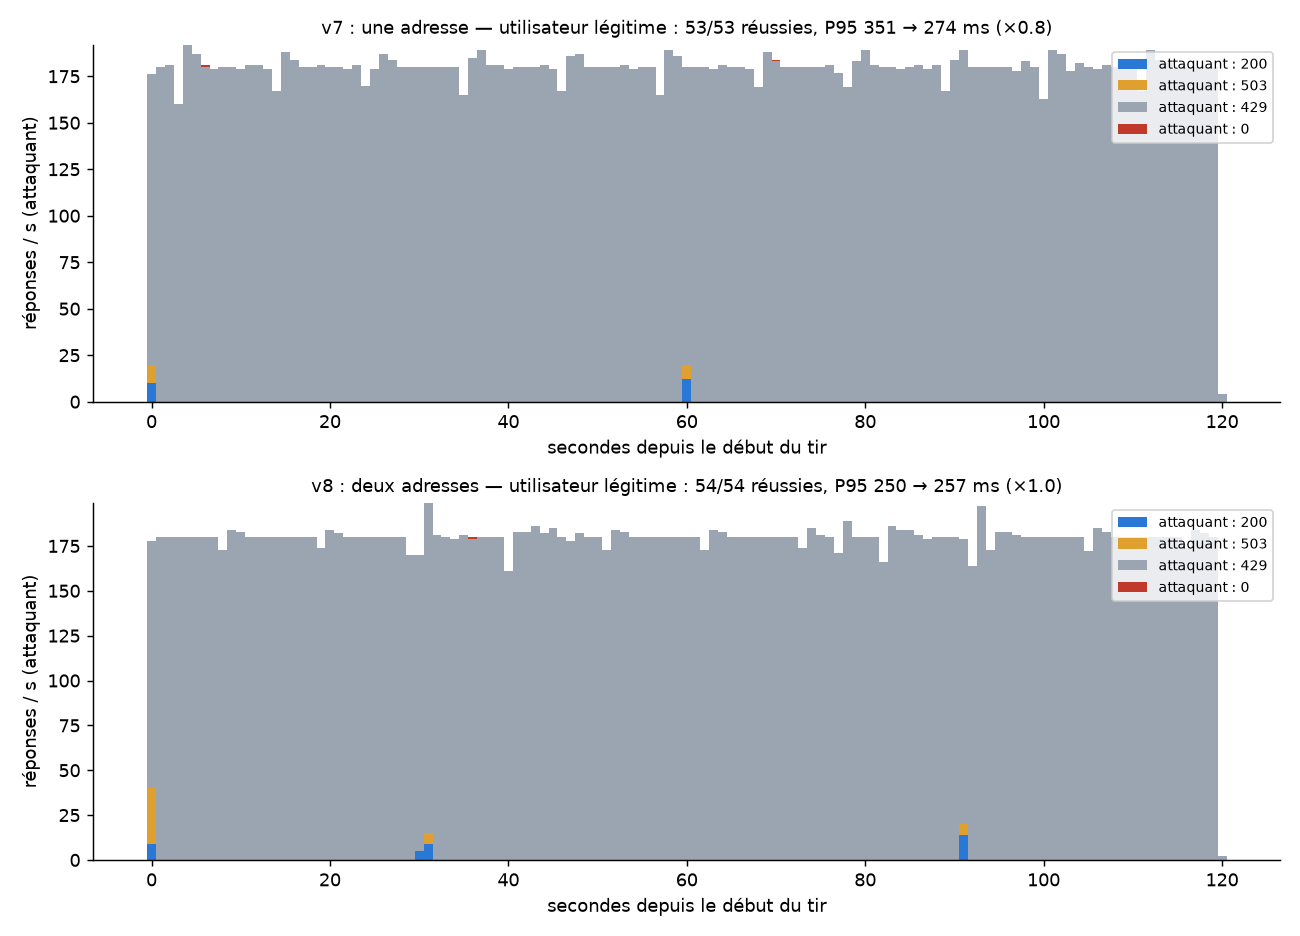 v7 : une adresse — utilisateur légitime : 53/53 réussies, P95 351 → 274 ms (×0.8)
175
150
125
100
75
50
25
0
réponses / s (attaquant)
attaquant : 200
attaquant : 503
attaquant : 429
attaquant : 0
0 20 40 60 80 100 120
secondes depuis le début du tir
v8 : deux adresses — utilisateur légitime : 54/54 réussies, P95 250 → 257 ms (×1.0)
175
150
125
100
75
50
25
0
réponses / s (attaquant)
attaquant : 200
attaquant : 503
attaquant : 429
attaquant : 0
0 20 40 60 80 100 120
secondes depuis le début du tir